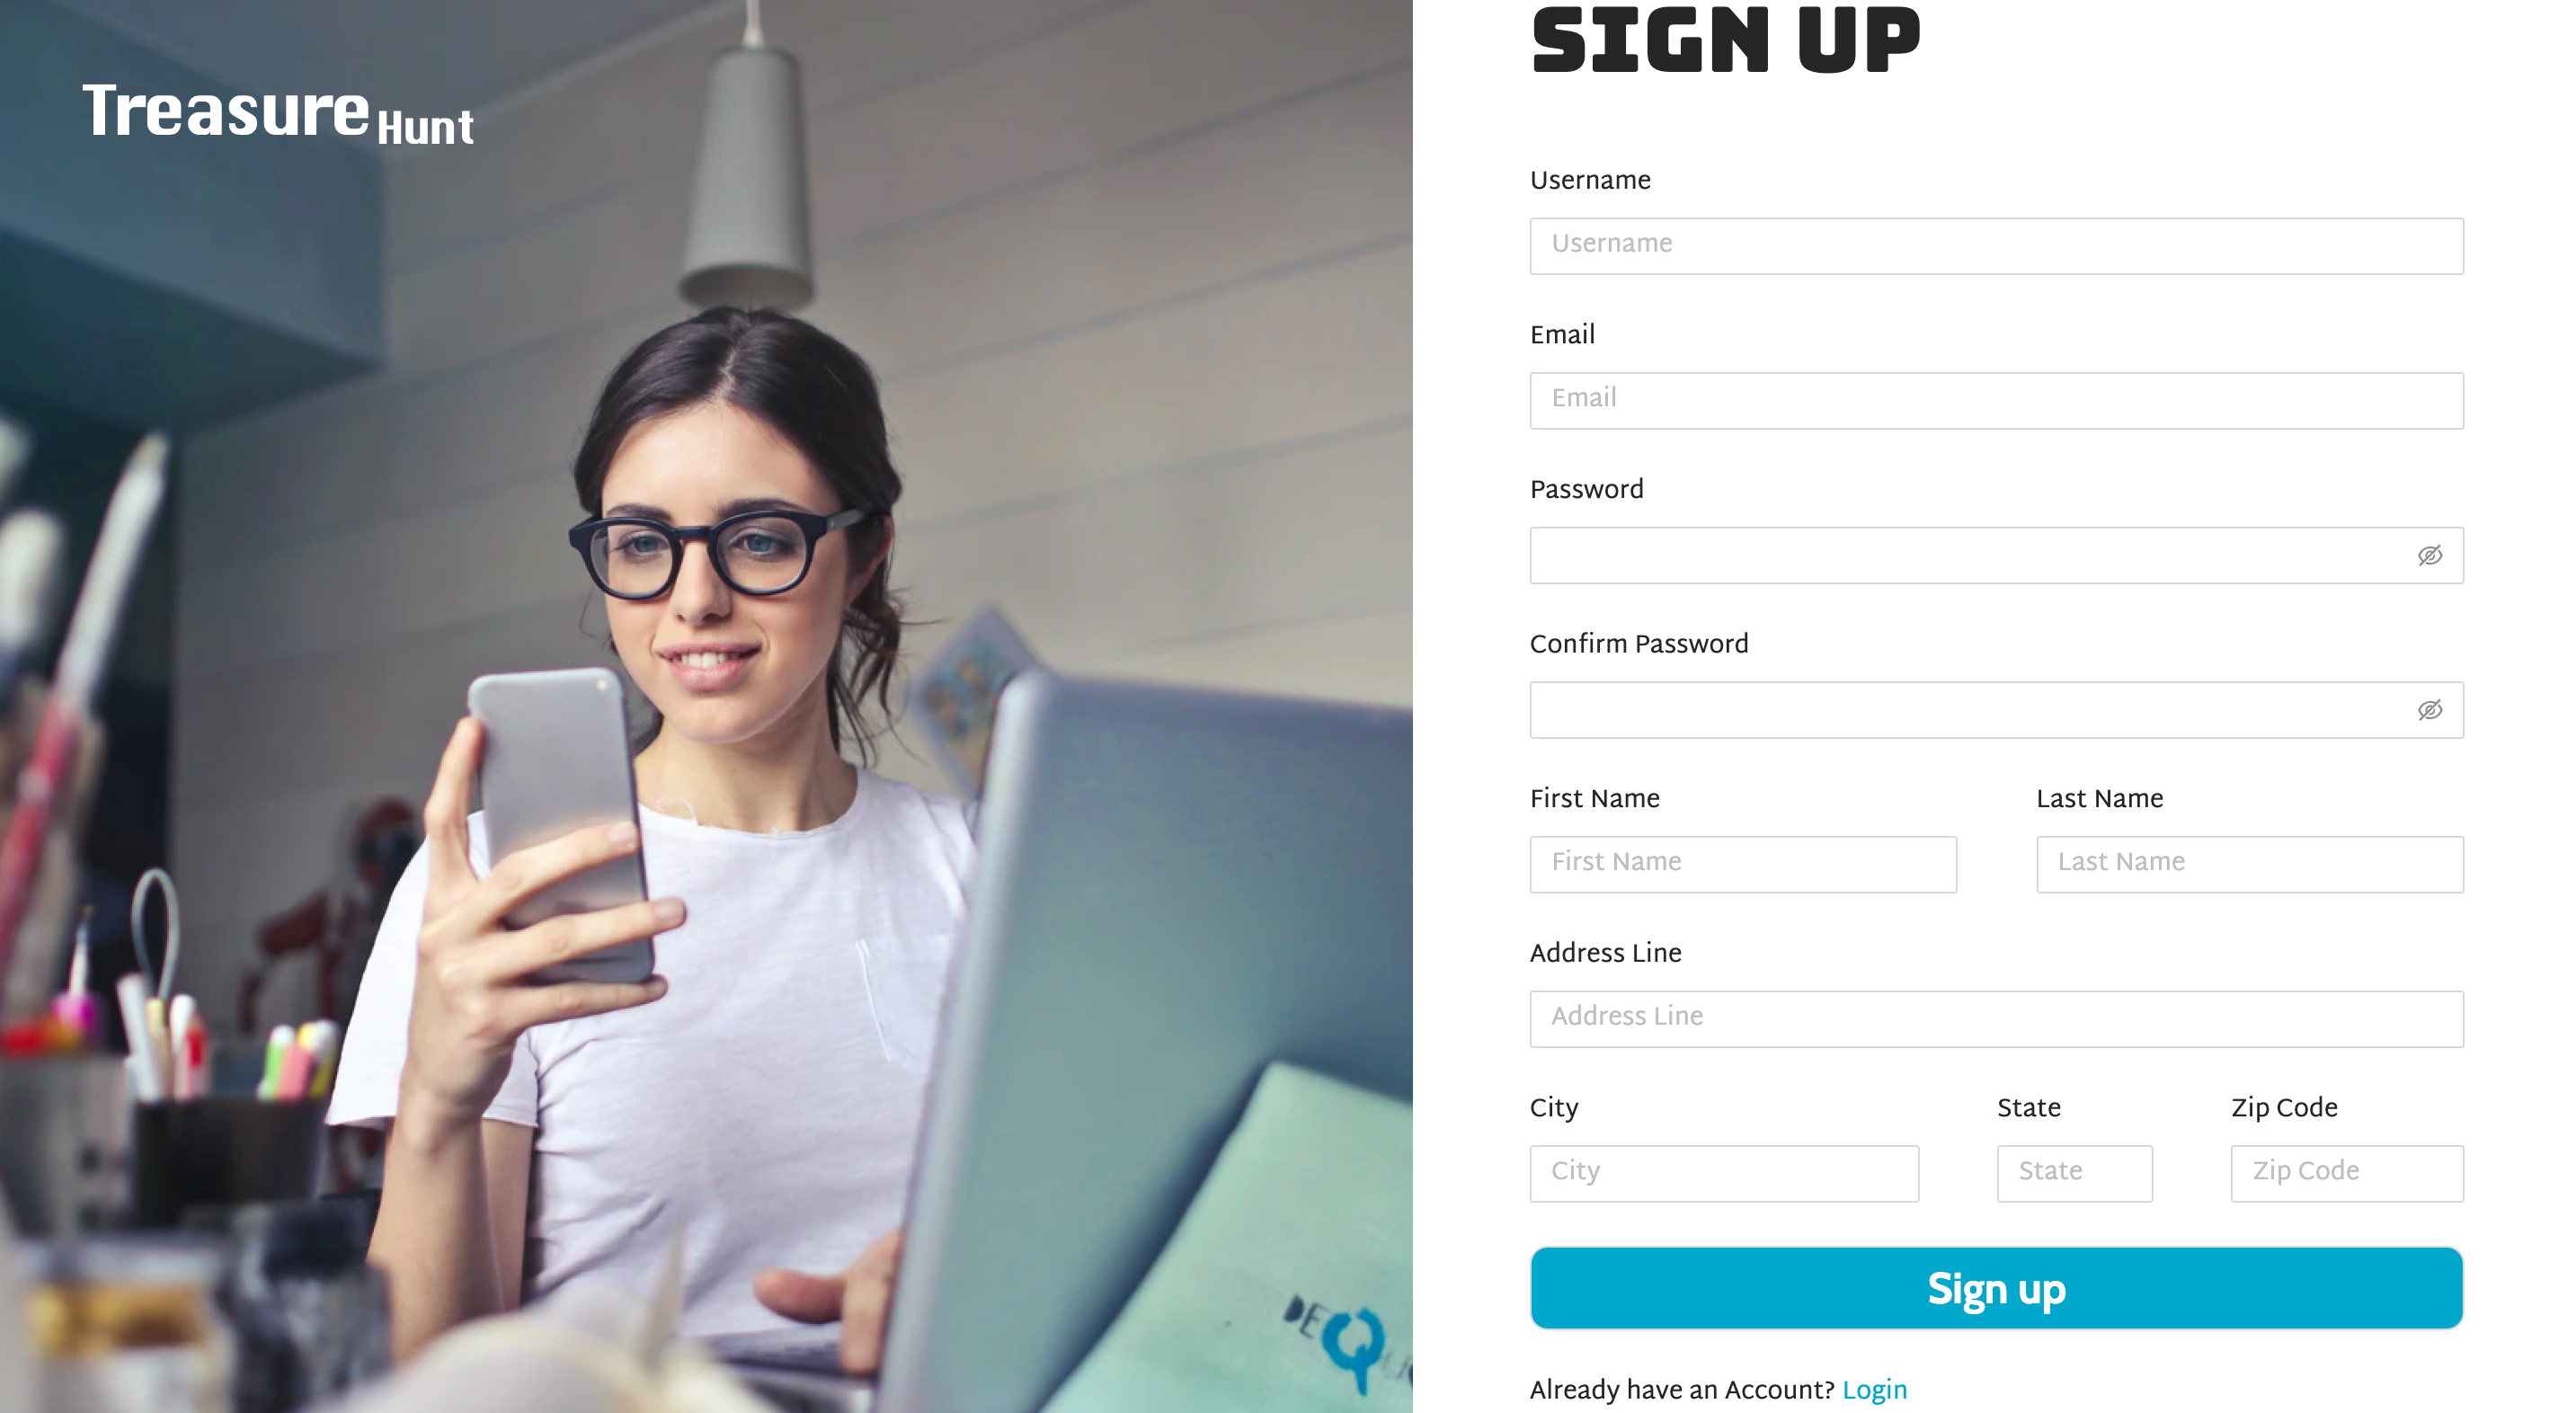 Treasure Hunt
SIGN UP
Username
Username
Email
Email
Password
Confirm Password
First Name Last Name
First Name Last Name
Address Line
Address Line
City State Zip Code
City State Zip Code
Sign up
Already have an Account? Login
DE